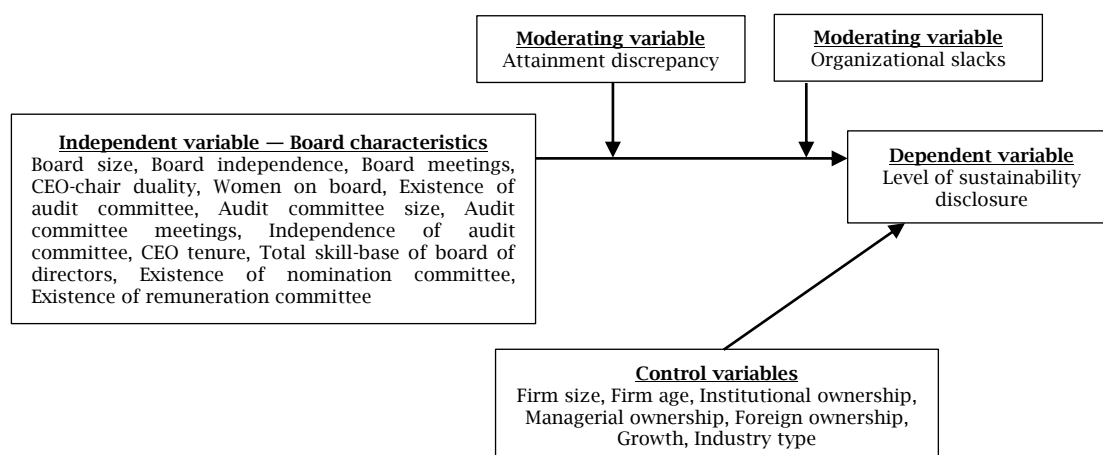 Moderating variable
Attainment discrepancy
Moderating variable
Organizational slacks
Independent variable — Board characteristics
Board size, Board independence, Board meetings,
CEO-chair duality, Women on board, Existence of
audit committee, Audit committee size, Audit
committee meetings, Independence of audit
committee, CEO tenure, Total skill-base of board of
directors, Existence of nomination committee,
Existence of remuneration committee
Dependent variable
Level of sustainability
disclosure
Control variables
Firm size, Firm age, Institutional ownership,
Managerial ownership, Foreign ownership,
Growth, Industry type